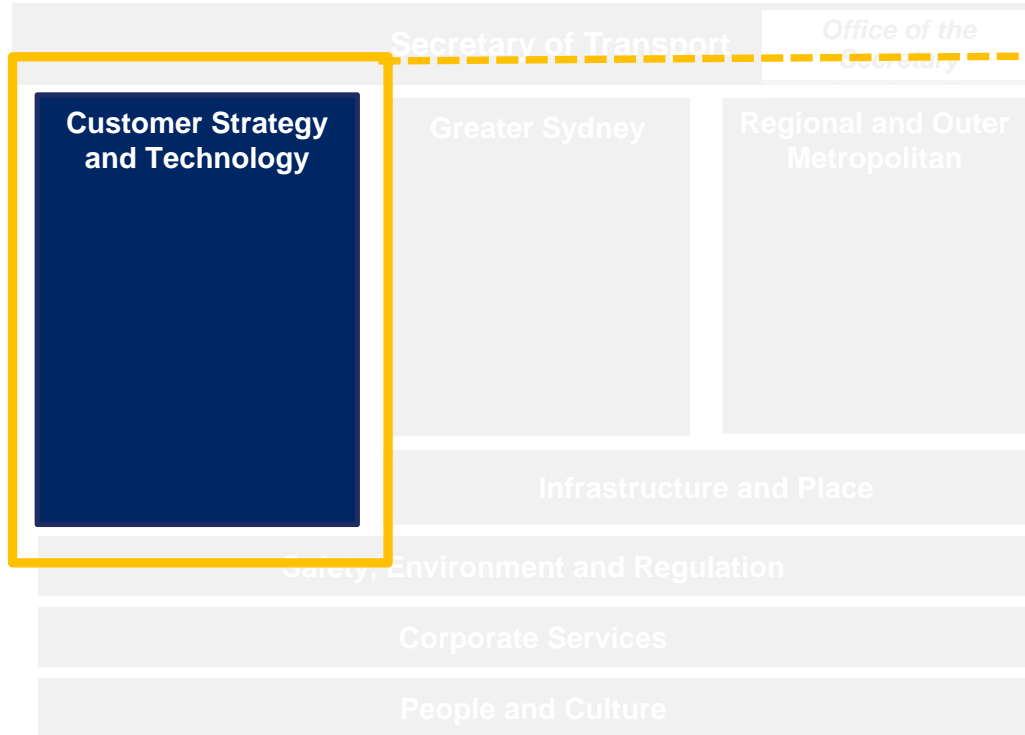 Secretary of Transport
Office of the
Secretary
Customer Strategy
and Technology
Greater Sydney
Regional and Outer
Metropolitan
Infrastructure and Place
Safety, Environment and Regulation
Corporate Services
People and Culture